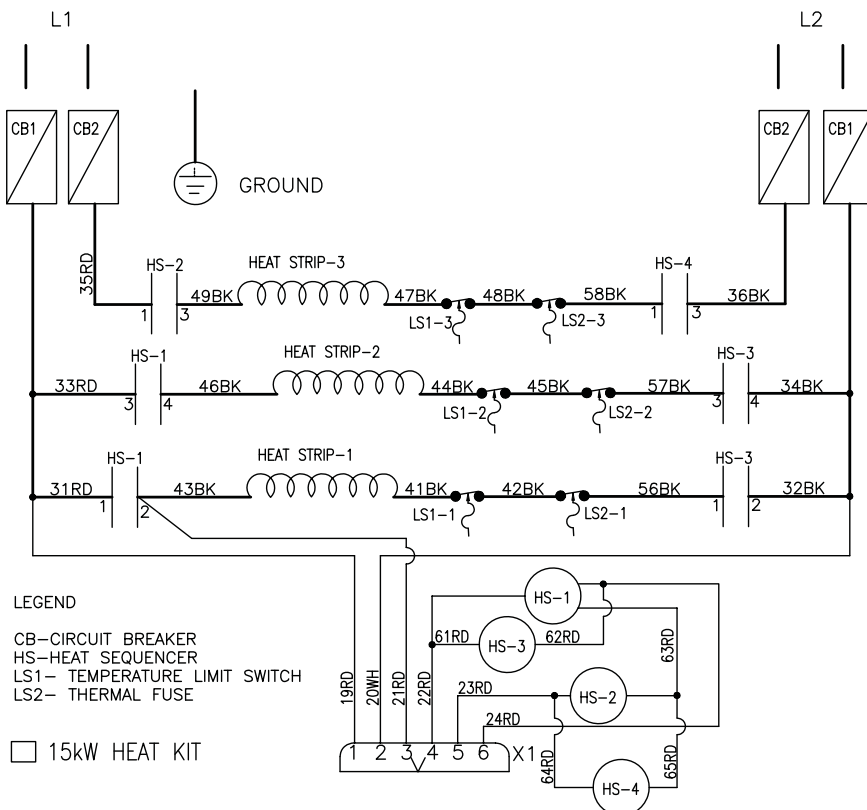 L1
L2
CB1
CB2
CB2
CB1
GROUND
35RD
HS-2
HEAT STRIP-3
HS-4
1
3
49BK
47BK
48BK
58BK
1
3
36BK
LS1-3
LS2-3
HS-1
HEAT STRIP-2
HS-3
33RD
3
4
46BK
44BK
45BK
57BK
3
4
34BK
LS1-2
LS2-2
HS-1
HEAT STRIP-1
HS-3
31RD
1
2
43BK
41BK
42BK
56BK
1
2
32BK
LS1-1
LS2-1
LEGEND
CB-CIRCUIT BREAKER
HS-HEAT SEQUENCER
LS1- TEMPERATURE LIMIT SWITCH
LS2- THERMAL FUSE
15kW HEAT KIT
HS-1
61RD
HS-3
62RD
63RD
19RD
20WH
21RD
22RD
23RD
HS-2
24RD
1 2 3 4 5 6
X1
64RD
65RD
HS-4